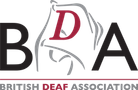 BDA
BRITISH DEAF ASSOCIATION